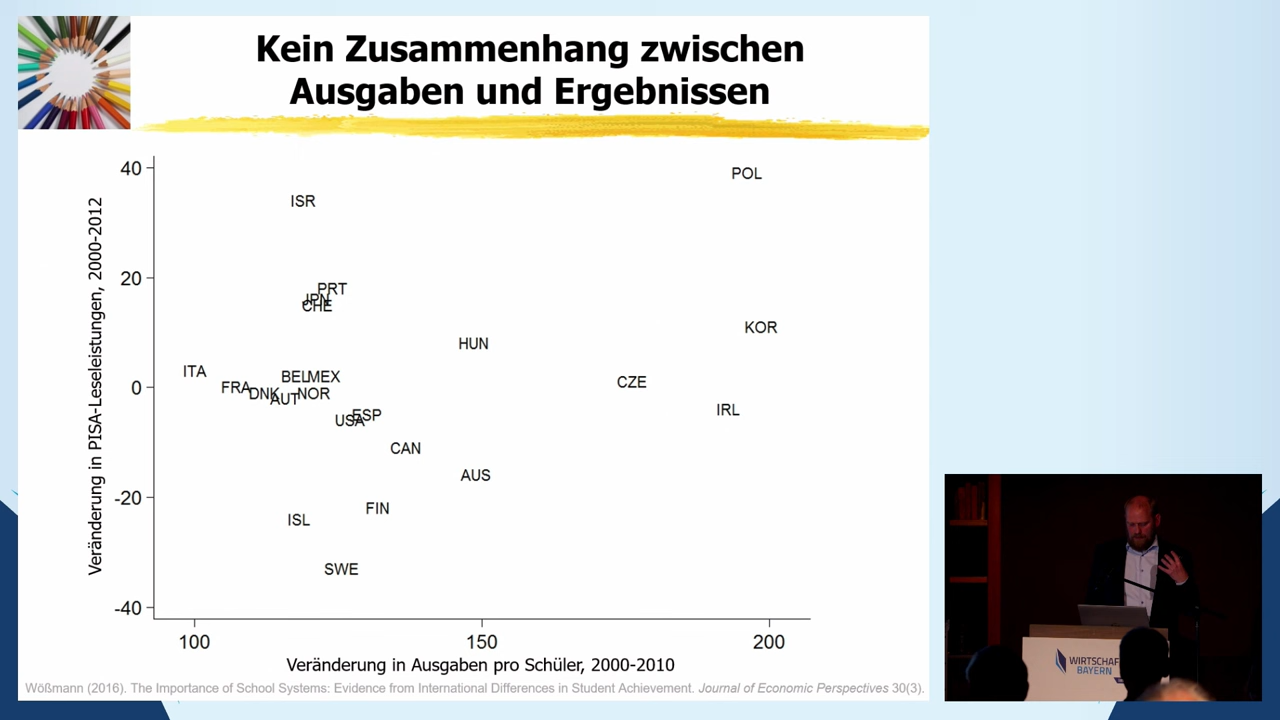 Kein Zusammenhang zwischen
Ausgaben und Ergebnissen
Veränderung in PISA-Leseleistungen, 2000-2012
40
20
0
-20
-40
POL
ISR
PRT
JPN
CHE
KOR
HUN
ITA
BEL
MEX
CZE
FRA
DNK
NOR
AUT
IRL
ESP
USA
CAN
AUS
FIN
ISL
SWE
100
150
200
Veränderung in Ausgaben pro Schüler, 2000-2010
Wößmann (2016). The Importance of School Systems: Evidence from International Differences in Student Achievement. Journal of Economic Perspectives 30(3).
BAYERN